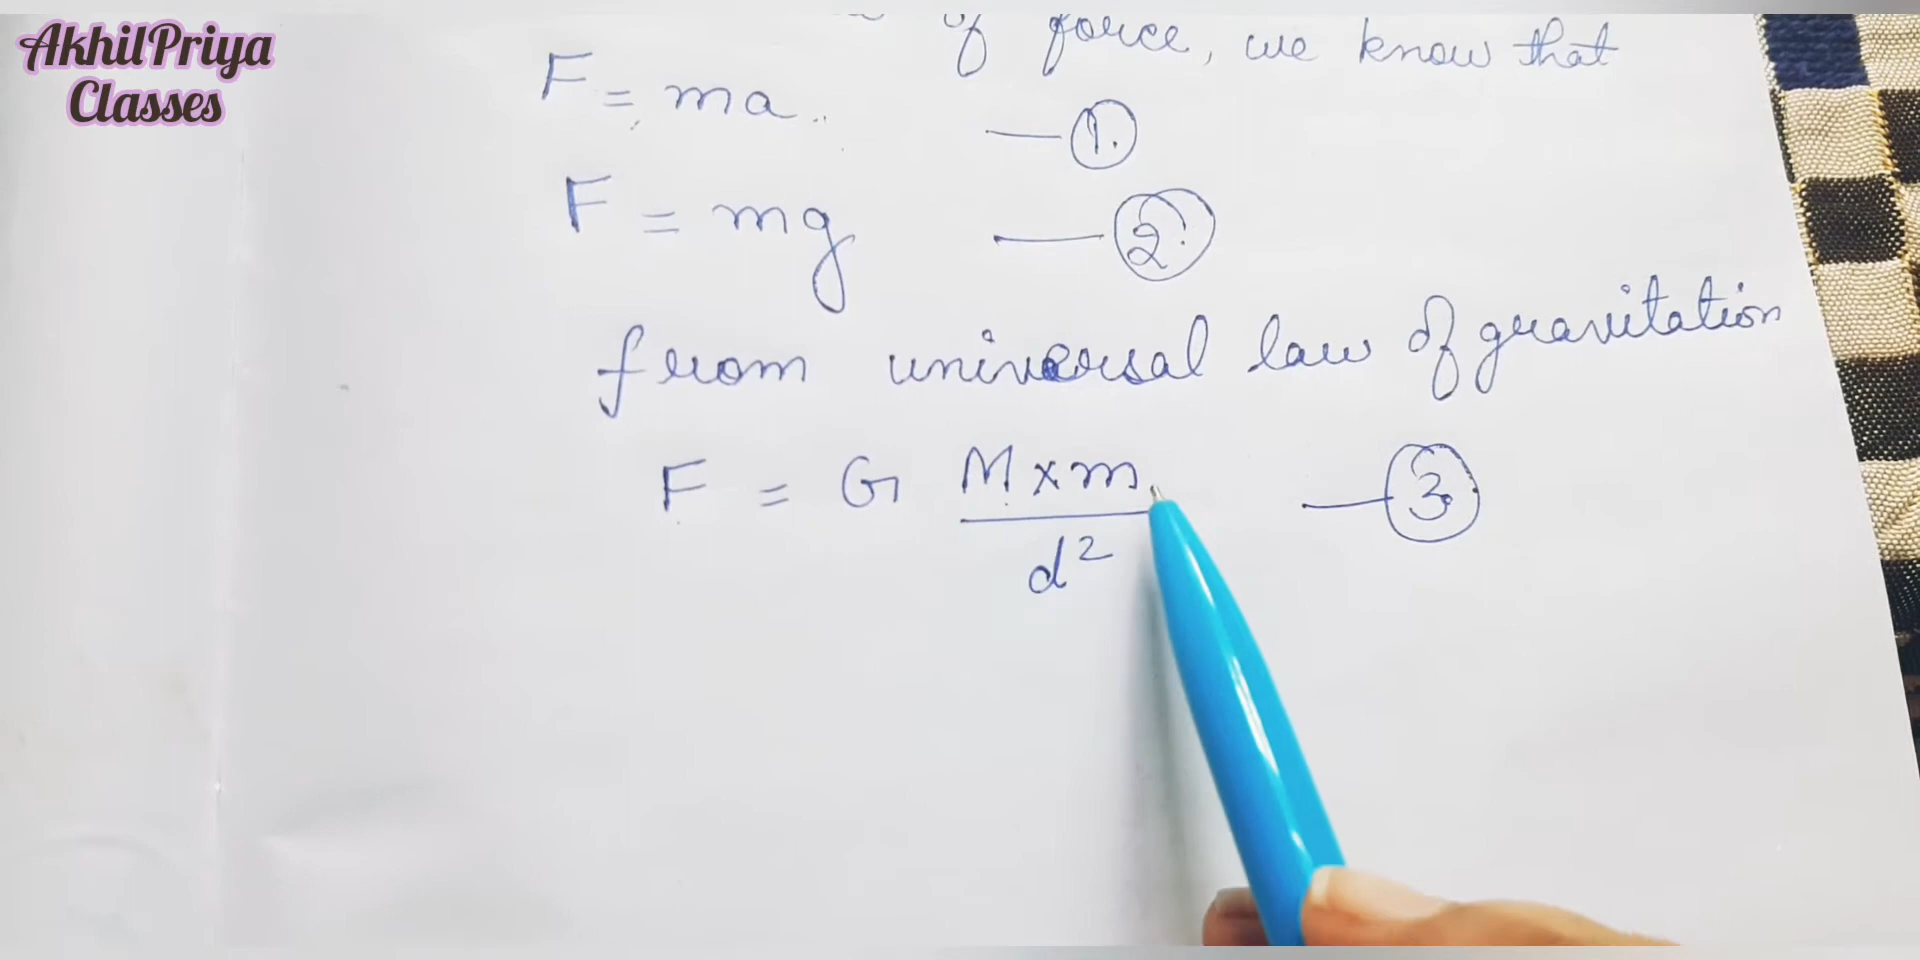 AkhilPriya
Classes
of force, we know that
F = ma. — 1.
F = mg — 2.
from universal law of gravitation
F = G M × m / d² — 3.